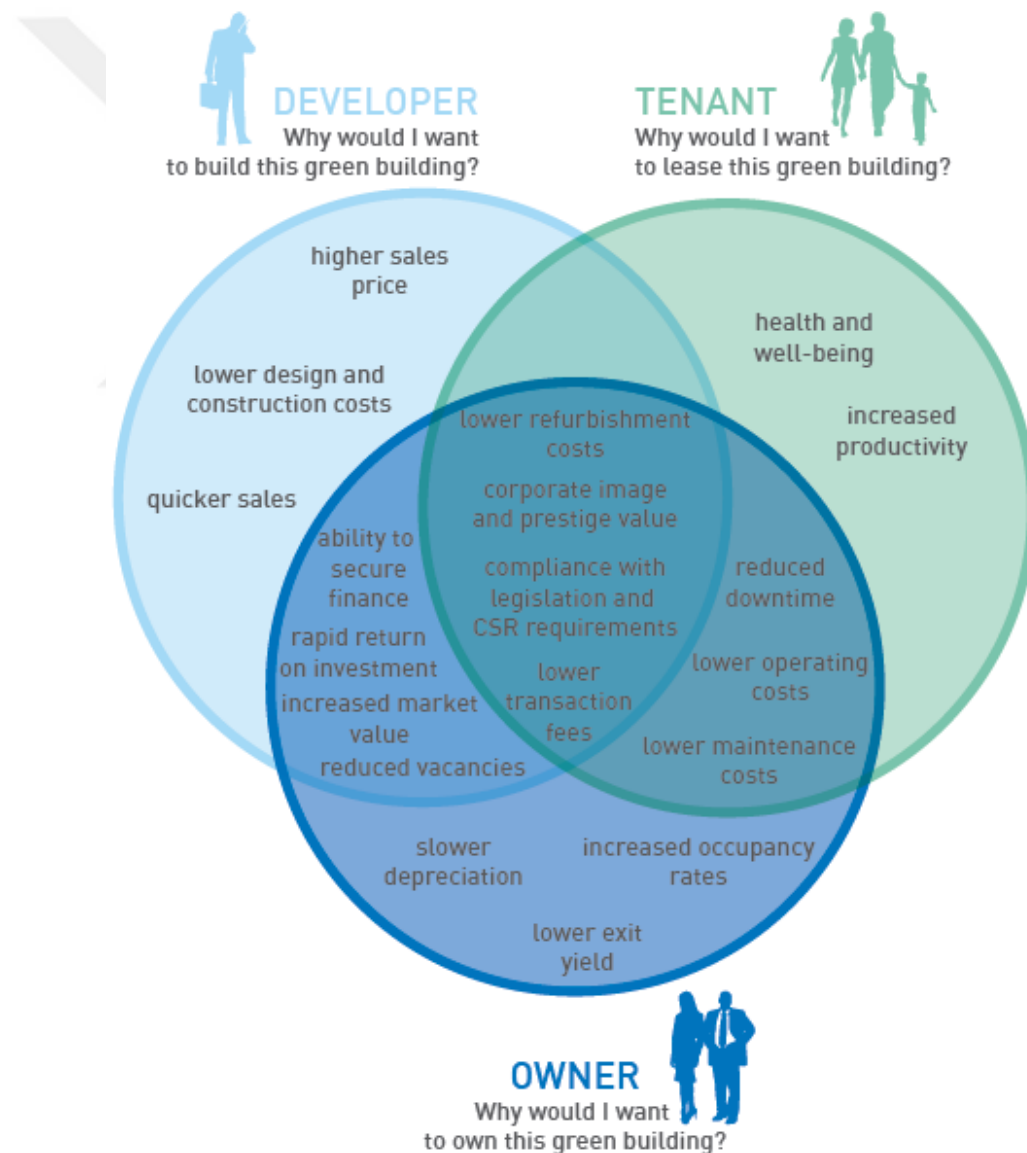 DEVELOPER
Why would I want
to build this green building?
TENANT
Why would I want
to lease this green building?
higher sales
price
lower design and
construction costs
quicker sales
health and
well-being
increased
productivity
lower refurbishment
costs
corporate image
and prestige value
compliance with
legislation and
CSR requirements
lower
transaction
fees
ability to
secure
finance
rapid return
on investment
increased market
value
reduced vacancies
reduced
downtime
lower operating
costs
lower maintenance
costs
slower
depreciation
increased occupancy
rates
lower exit
yield
OWNER
Why would I want
to own this green building?